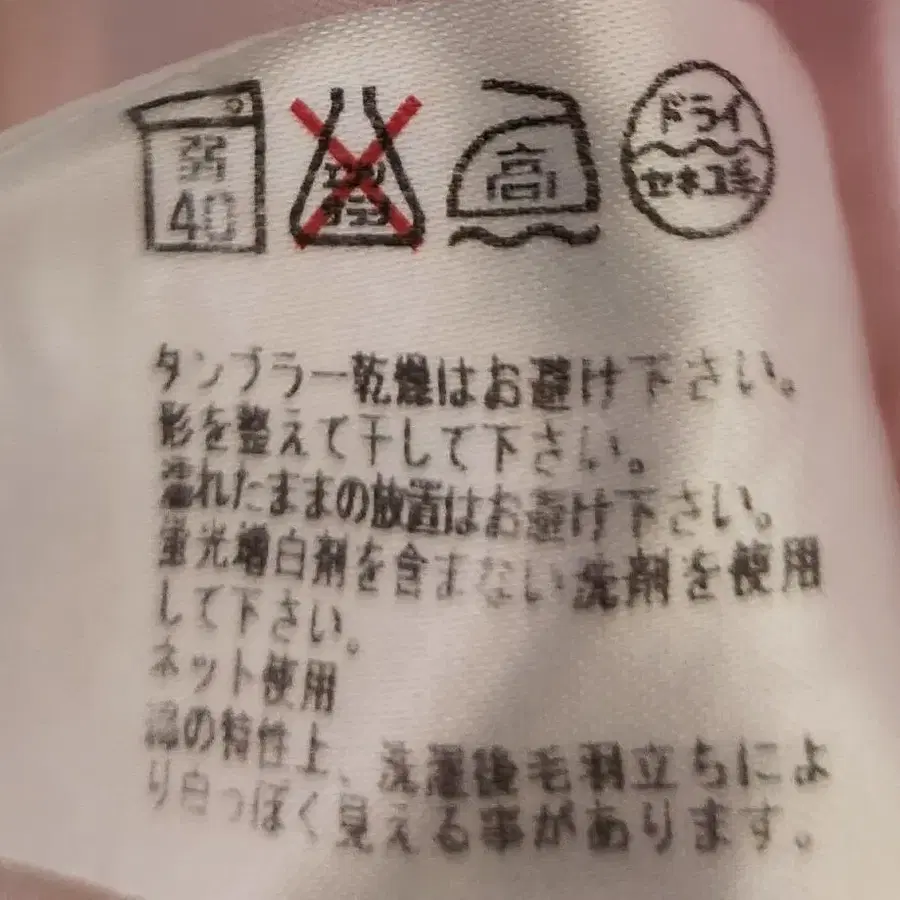 弱
40
エンソ
サラシ
高
ドライ
セキユ系
タンブラー乾燥はお避け下さい。
形を整えて干して下さい。
濡れたままの放置はお避け下さい。
蛍光増白剤を含まない洗剤を使用
して下さい。
ネット使用
綿の特性上、洗濯後毛羽立ちによ
り白っぽく見える事があります。